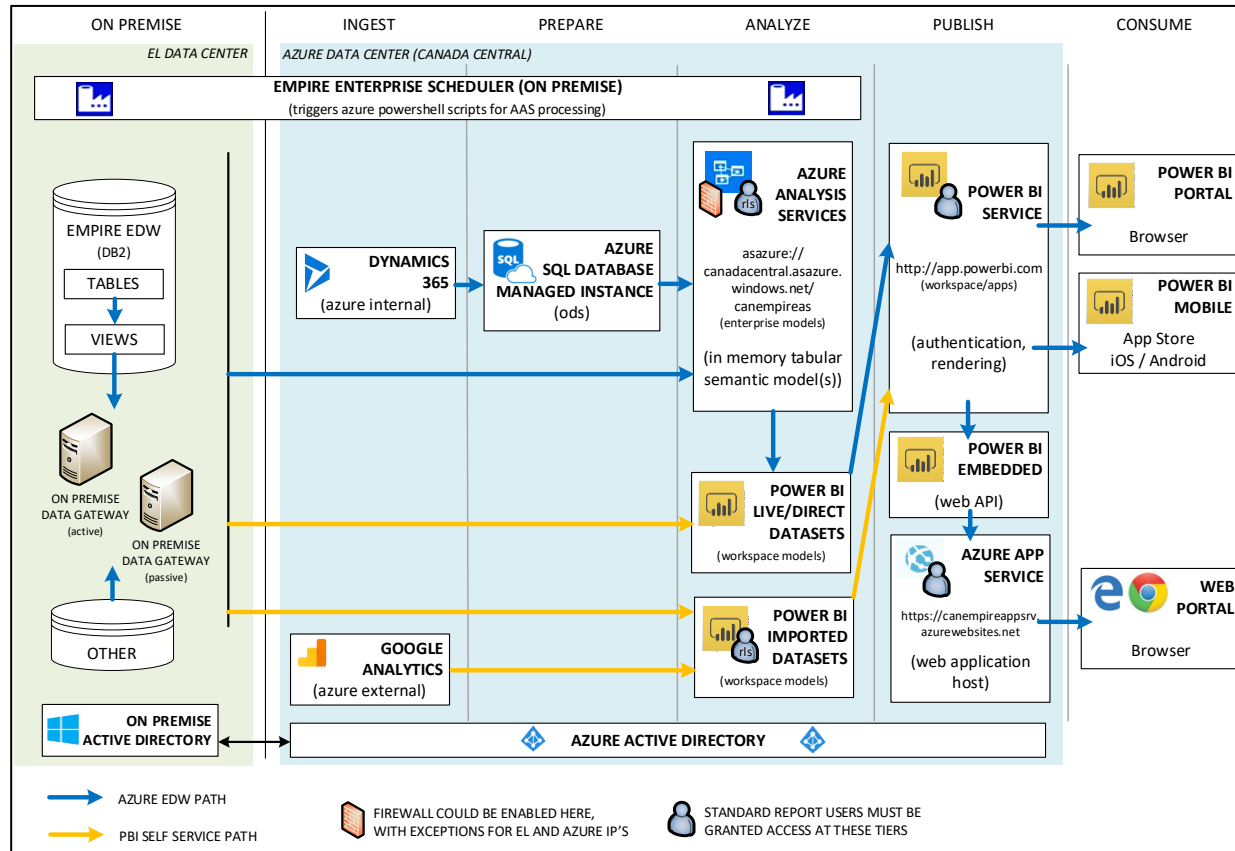 ON PREMISE
INGEST
PREPARE
ANALYZE
PUBLISH
CONSUME
EL DATA CENTER
AZURE DATA CENTER (CANADA CENTRAL)
EMPIRE ENTERPRISE SCHEDULER (ON PREMISE)
(triggers azure powershell scripts for AAS processing)
EMPIRE EDW
(DB2)
TABLES
VIEWS
ON PREMISE
DATA GATEWAY
(active)
ON PREMISE
DATA GATEWAY
(passive)
OTHER
ON PREMISE
ACTIVE DIRECTORY
DYNAMICS
365
(azure internal)
SQL
AZURE
SQL DATABASE
MANAGED INSTANCE
(ods)
rls
AZURE
ANALYSIS
SERVICES
asazure://
canadacentral.asazure.
windows.net/
canempireas
(enterprise models)
(in memory tabular
semantic model(s))
POWER BI
LIVE/DIRECT
DATASETS
(workspace models)
rls
POWER BI
IMPORTED
DATASETS
(workspace models)
GOOGLE
ANALYTICS
(azure external)
POWER BI
SERVICE
http://app.powerbi.com
(workspace/apps)
(authentication,
rendering)
POWER BI
EMBEDDED
(web API)
AZURE APP
SERVICE
https://canempireappsrv.
azurewebsites.net
(web application
host)
POWER BI
PORTAL
Browser
POWER BI
MOBILE
App Store
iOS / Android
WEB
PORTAL
Browser
AZURE ACTIVE DIRECTORY
AZURE EDW PATH
PBI SELF SERVICE PATH
FIREWALL COULD BE ENABLED HERE,
WITH EXCEPTIONS FOR EL AND AZURE IP'S
STANDARD REPORT USERS MUST BE
GRANTED ACCESS AT THESE TIERS